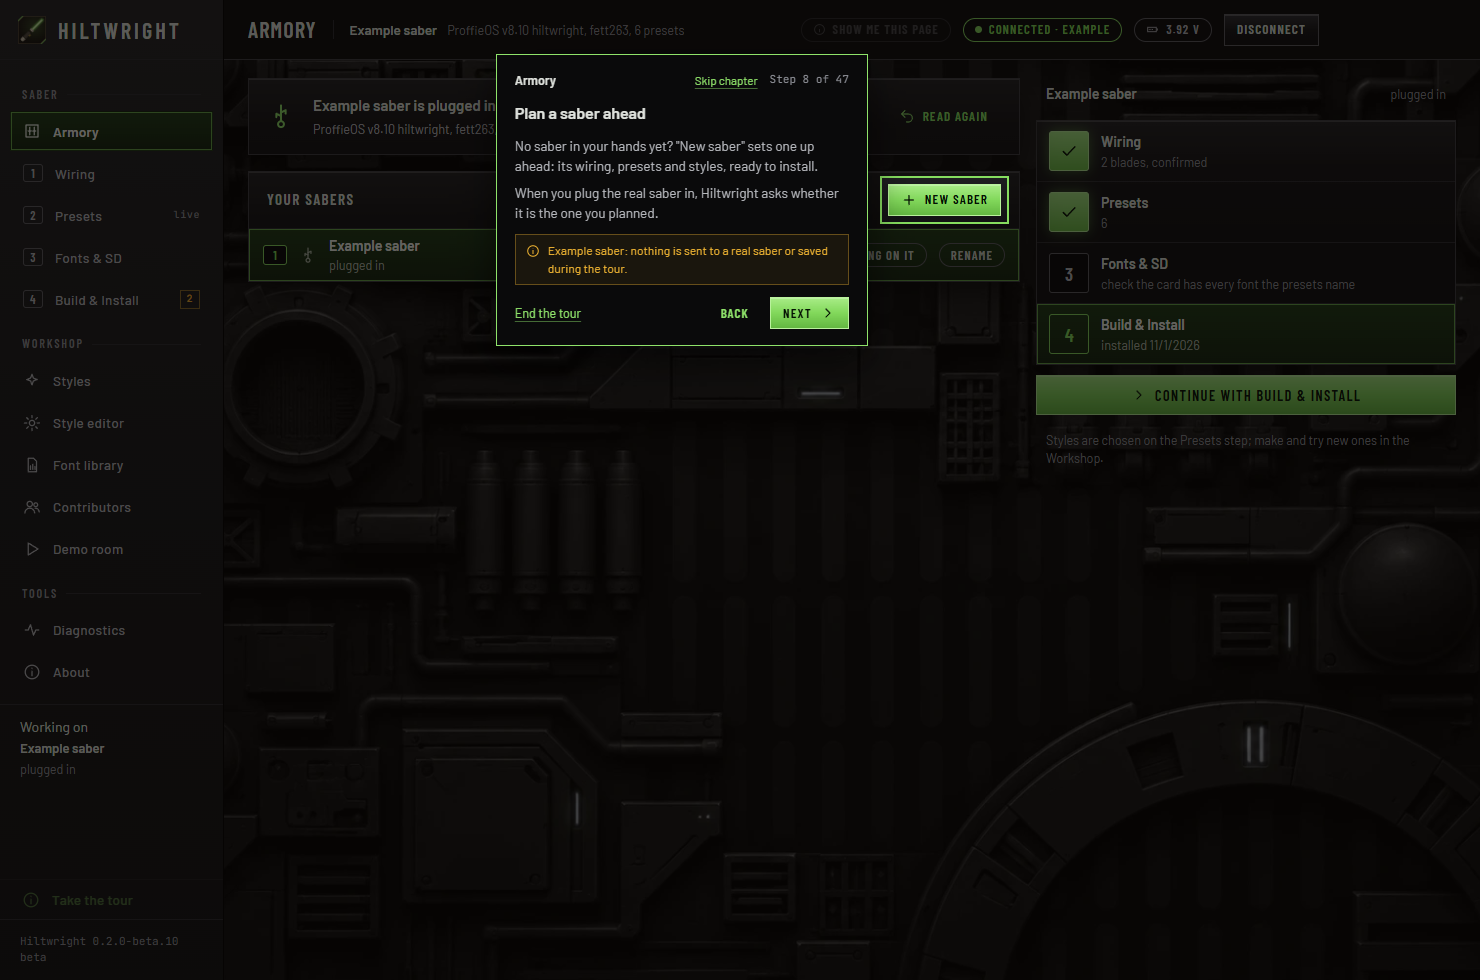 HILTWRIGHT
ARMORY
Example saber ProffieOS v8.10 hiltwright, fett263, 6 presets
SHOW ME THIS PAGE
CONNECTED · EXAMPLE
3.92 V
DISCONNECT
SABER
Armory
1 Wiring
2 Presets live
3 Fonts & SD
4 Build & Install 2
WORKSHOP
Styles
Style editor
Font library
Contributors
Demo room
TOOLS
Diagnostics
About
Working on
Example saber
plugged in
Take the tour
Hiltwright 0.2.0-beta.10
beta
Example saber is plugged in
ProffieOS v8.10 hiltwright, fett263
READ AGAIN
YOUR SABERS
NEW SABER
1 Example saber
plugged in
NG ON IT
RENAME
Armory Skip chapter Step 8 of 47
Plan a saber ahead
No saber in your hands yet? "New saber" sets one up
ahead: its wiring, presets and styles, ready to install.
When you plug the real saber in, Hiltwright asks whether
it is the one you planned.
Example saber: nothing is sent to a real saber or saved
during the tour.
End the tour BACK NEXT
Example saber plugged in
Wiring
2 blades, confirmed
Presets
6
3 Fonts & SD
check the card has every font the presets name
4 Build & Install
installed 11/1/2026
CONTINUE WITH BUILD & INSTALL
Styles are chosen on the Presets step; make and try new ones in the
Workshop.